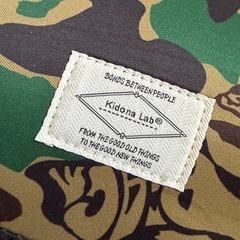 BONDS BETWEEN PEOPLE
Kidona Lab®
FROM THE GOOD OLD THINGS
TO THE GOOD NEW THINGS